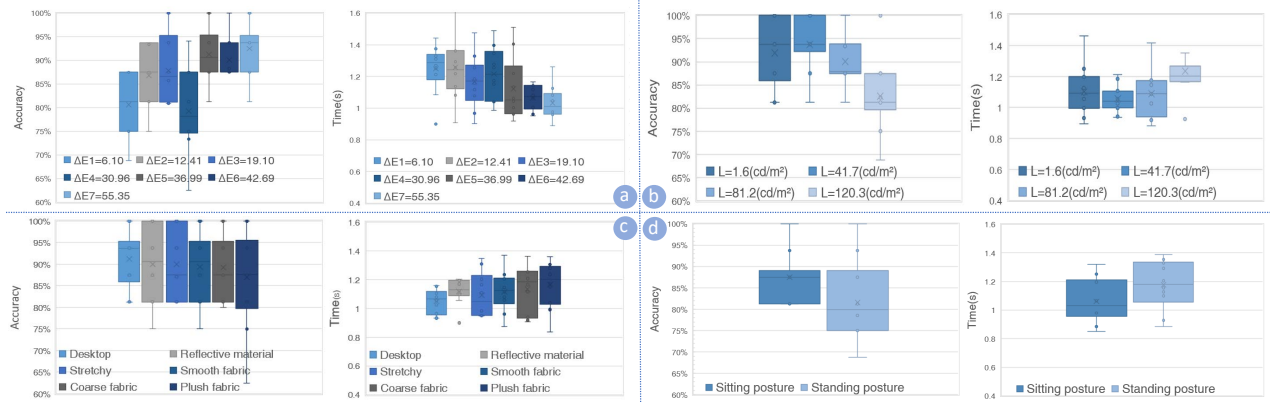 100%
95%
90%
85%
80%
75%
70%
65%
60%
Accuracy
ΔE1=6.10 ΔE2=12.41 ΔE3=19.10
ΔE4=30.96 ΔE5=36.99 ΔE6=42.69
ΔE7=55.35
1.6
1.4
1.2
1
0.8
0.6
0.4
Time(s)
ΔE1=6.10 ΔE2=12.41 ΔE3=19.10
ΔE4=30.96 ΔE5=36.99 ΔE6=42.69
ΔE7=55.35
a
b
100%
95%
90%
85%
80%
75%
70%
65%
60%
Accuracy
L=1.6(cd/m²) L=41.7(cd/m²)
L=81.2(cd/m²) L=120.3(cd/m²)
1.6
1.4
1.2
1
0.8
0.6
0.4
Time(s)
L=1.6(cd/m²) L=41.7(cd/m²)
L=81.2(cd/m²) L=120.3(cd/m²)
100%
95%
90%
85%
80%
75%
70%
65%
60%
Accuracy
Desktop Reflective material
Stretchy Smooth fabric
Coarse fabric Plush fabric
1.6
1.4
1.2
1
0.8
0.6
0.4
Time(s)
Desktop Reflective material
Stretchy Smooth fabric
Coarse fabric Plush fabric
c
d
100%
95%
90%
85%
80%
75%
70%
65%
60%
Accuracy
Sitting posture Standing posture
1.6
1.4
1.2
1
0.8
0.6
0.4
Time(s)
Sitting posture Standing posture